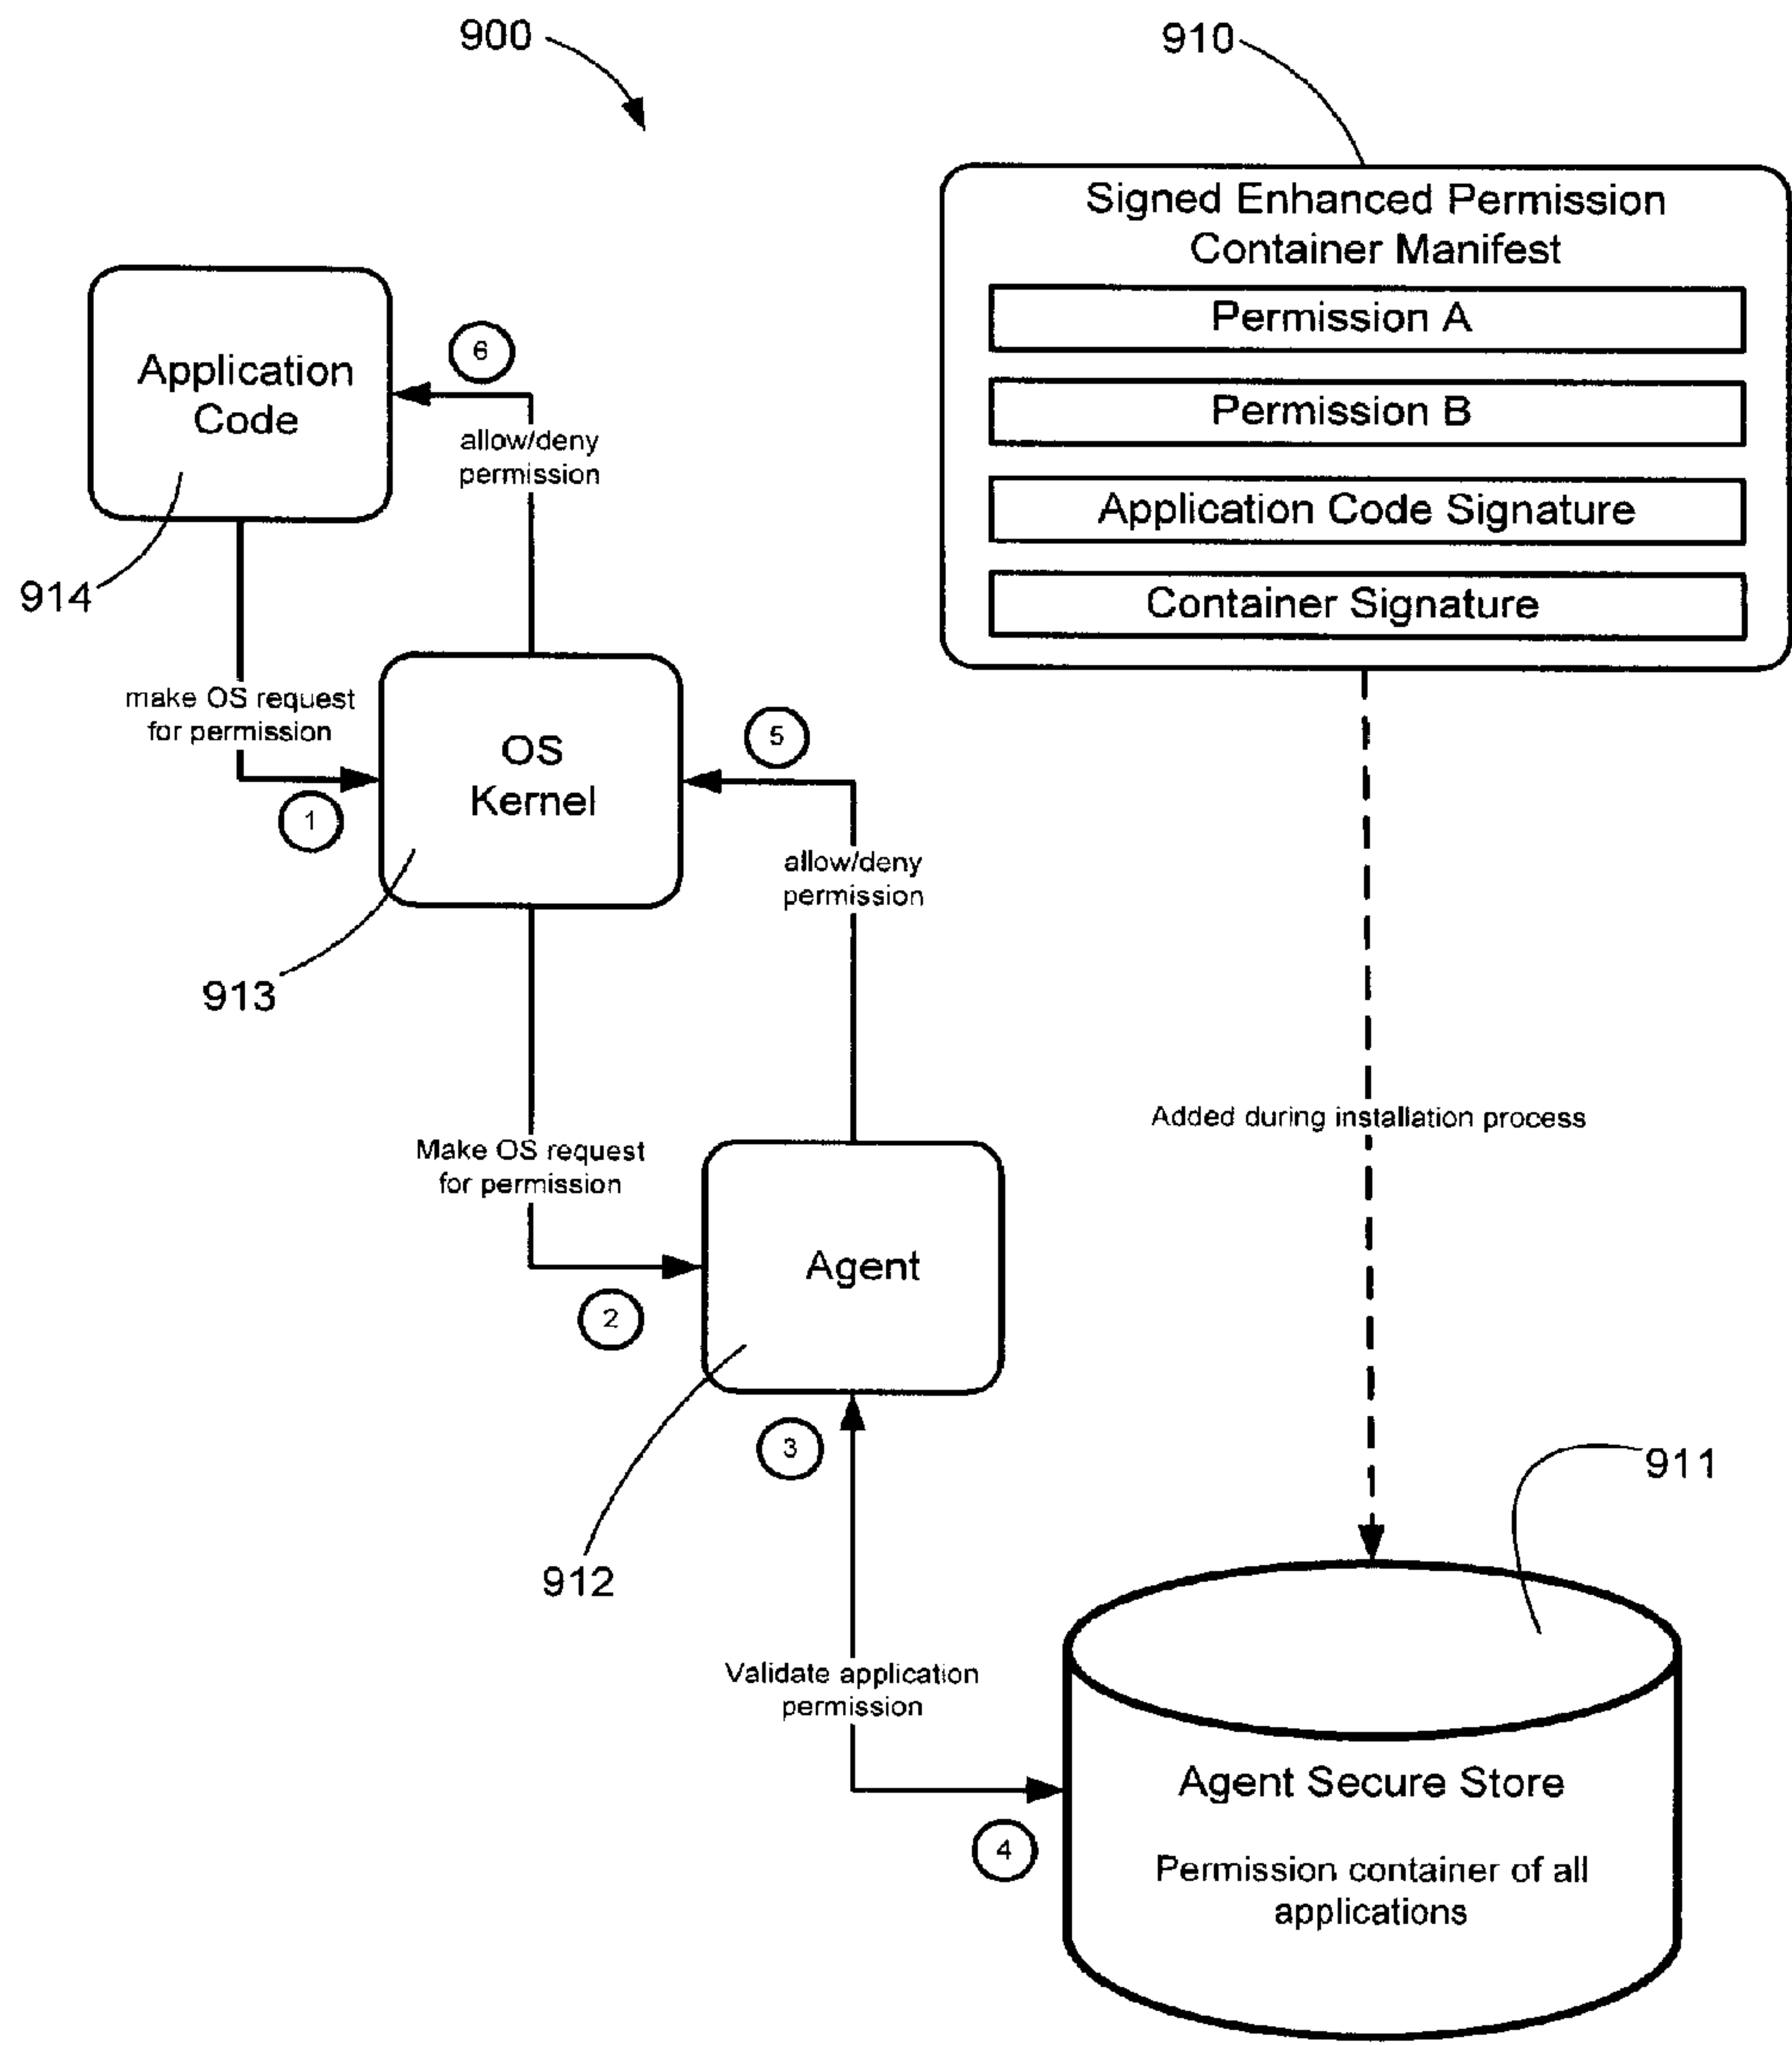 900
910
Signed Enhanced Permission
Container Manifest
Permission A
Permission B
Application Code Signature
Container Signature
Application
Code
6
allow/deny
permission
914
make OS request
for permission
1
OS
Kernel
5
allow/deny
permission
913
Make OS request
for permission
2
Agent
Added during installation process
3
912
911
Validate application
permission
4
Agent Secure Store
Permission container of all
applications